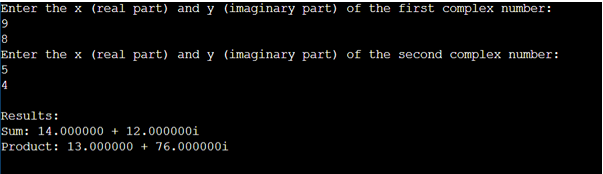 Enter the x (real part) and y (imaginary part) of the first complex number:
9
8
Enter the x (real part) and y (imaginary part) of the second complex number:
5
4
Results:
Sum: 14.000000 + 12.000000i
Product: 13.000000 + 76.000000i